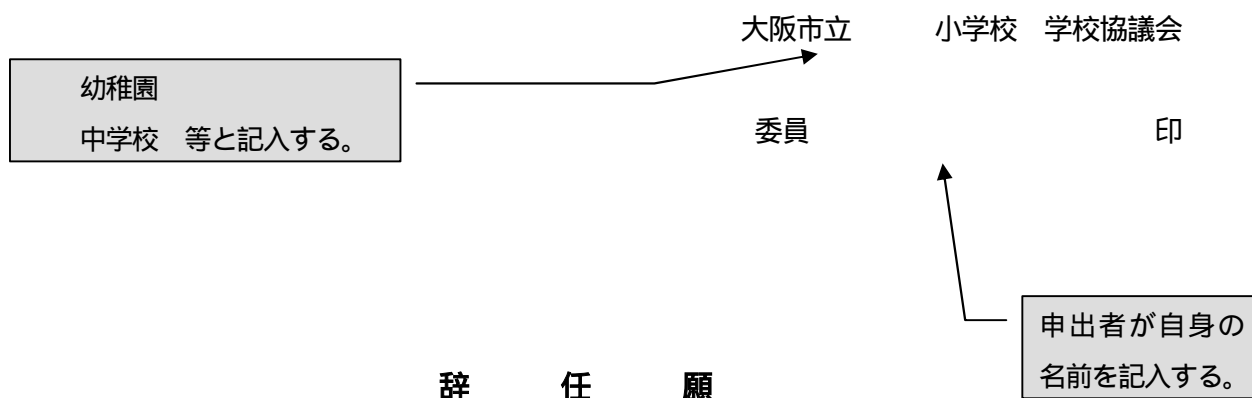 大阪市立　　　小学校　学校協議会
幼稚園
中学校　等と記入する。
委員　　　　　　　　　　　　　印
申出者が自身の
名前を記入する。
辞　　任　　願